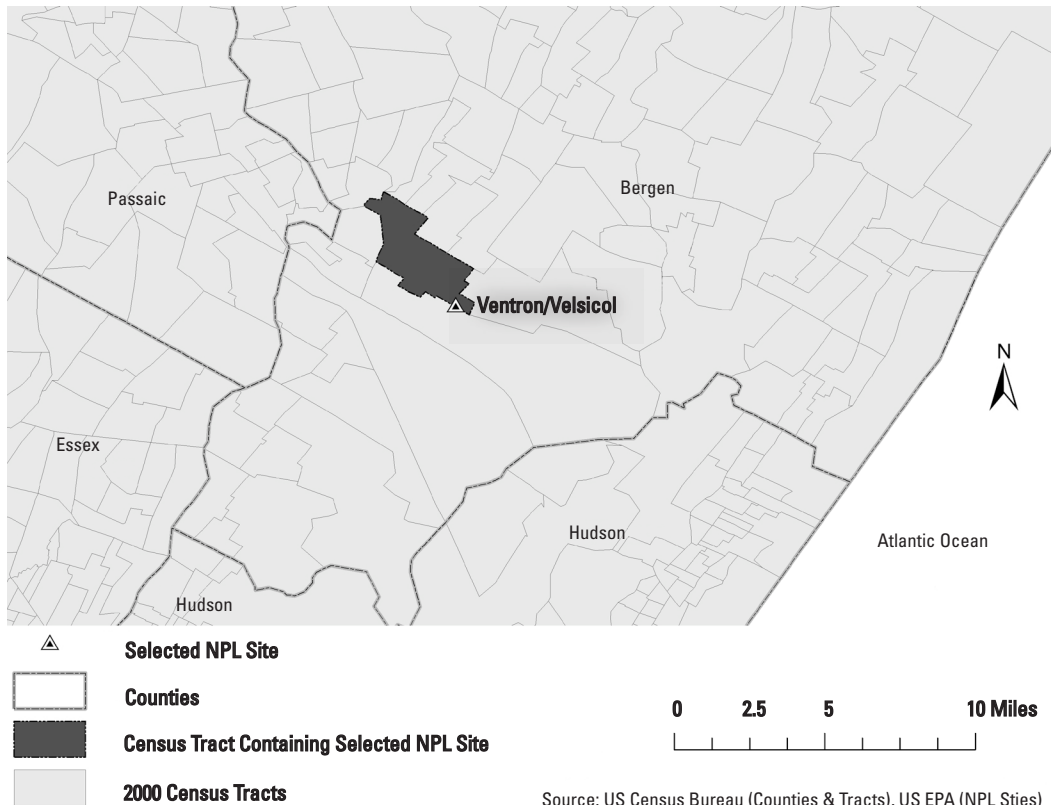 Passaic
Bergen
Ventron/Velsicol
N
Essex
Hudson
Atlantic Ocean
Hudson
Selected NPL Site
Counties
Census Tract Containing Selected NPL Site
2000 Census Tracts
0 2.5 5 10 Miles
Source: US Census Bureau (Counties & Tracts), US EPA (NPL Sties)